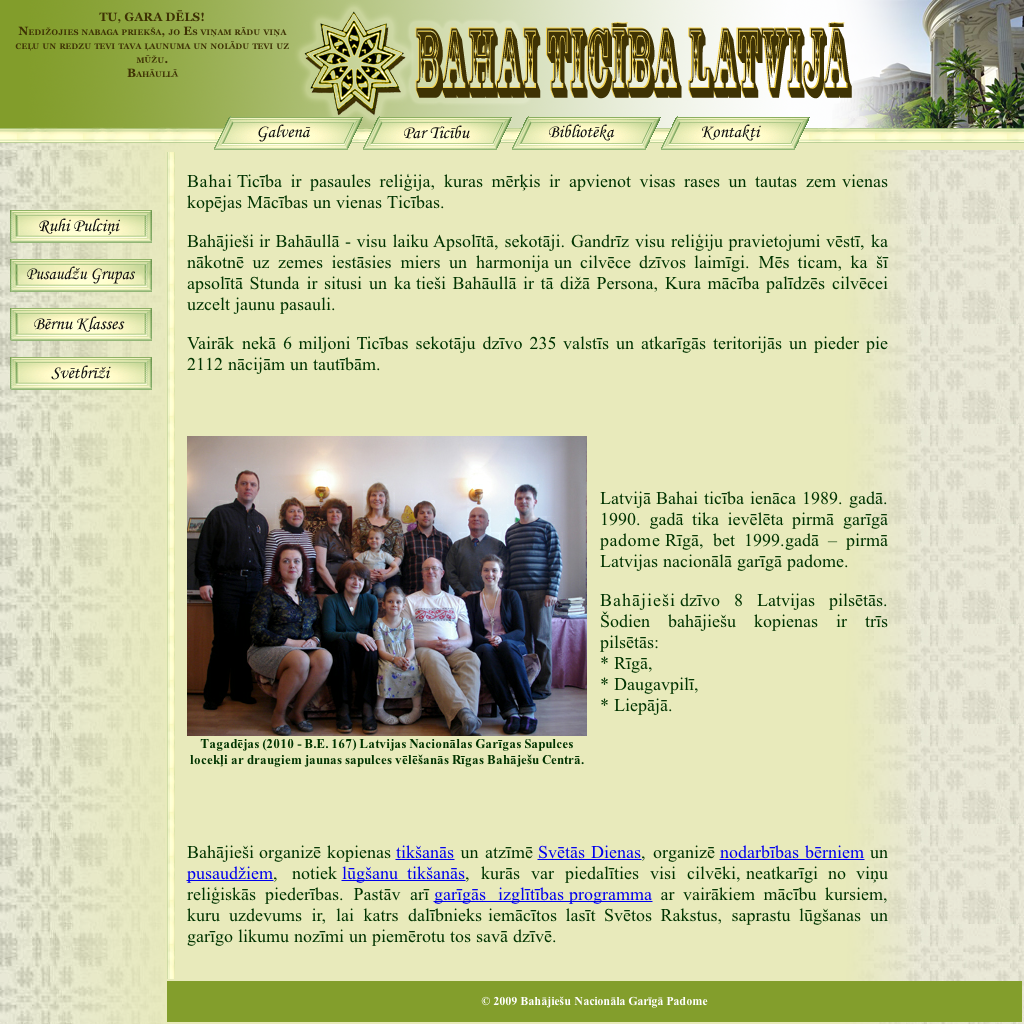 TU, GARA DĒLS!
Nedižojies nabaga priekša, jo Es viņam rādu viņa
ceļu un redzu tevi tava ļaunuma un nolādu tevi uz
mūžu.
Bahāullā
BAHAI TICĪBA LATVIJĀ
Galvenā
Par Ticību
Bibliotēka
Kontakti
Ruhi Pulciņi
Pusaudžu Grupas
Bērnu Klasses
Svētbrīži
Bahai Ticība ir pasaules reliģija, kuras mērķis ir apvienot visas rases un tautas zem vienas
kopējas Mācības un vienas Ticības.
Bahājieši ir Bahāullā - visu laiku Apsolītā, sekotāji. Gandrīz visu reliģiju pravietojumi vēstī, ka
nākotnē uz zemes iestāsies miers un harmonija un cilvēce dzīvos laimīgi. Mēs ticam, ka šī
apsolītā Stunda ir situsi un ka tieši Bahāullā ir tā dižā Persona, Kura mācība palīdzēs cilvēcei
uzcelt jaunu pasauli.
Vairāk nekā 6 miljoni Ticības sekotāju dzīvo 235 valstīs un atkarīgās teritorijās un pieder pie
2112 nācijām un tautībām.
Latvijā Bahai ticība ienāca 1989. gadā.
1990. gadā tika ievēlēta pirmā garīgā
padome Rīgā, bet 1999.gadā – pirmā
Latvijas nacionālā garīgā padome.
Bahājieši dzīvo 8 Latvijas pilsētās.
Šodien bahājiešu kopienas ir trīs
pilsētās:
* Rīgā,
* Daugavpilī,
* Liepājā.
Tagadējas (2010 - B.E. 167) Latvijas Nacionālas Garīgas Sapulces
locekļi ar draugiem jaunas sapulces vēlēšanās Rīgas Bahāješu Centrā.
Bahājieši organizē kopienas tikšanās un atzīmē Svētās Dienas, organizē nodarbības bērniem un
pusaudžiem, notiek lūgšanu tikšanās, kurās var piedalīties visi cilvēki, neatkarīgi no viņu
reliģiskās piederības. Pastāv arī garīgās izglītības programma ar vairākiem mācību kursiem,
kuru uzdevums ir, lai katrs dalībnieks iemācītos lasīt Svētos Rakstus, saprastu lūgšanas un
garīgo likumu nozīmi un piemērotu tos savā dzīvē.
© 2009 Bahājiešu Nacionāla Garīgā Padome